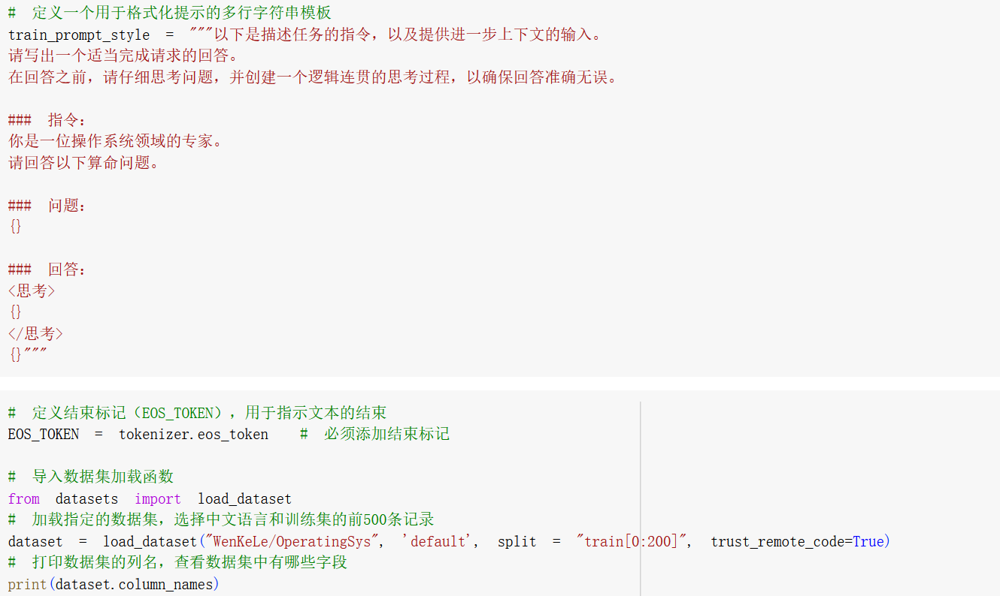 # 定义一个用于格式化提示的多行字符串模板
train_prompt_style = """以下是描述任务的指令，以及提供进一步上下文的输入。
请写出一个适当完成请求的回答。
在回答之前，请仔细思考问题，并创建一个逻辑连贯的思考过程，以确保回答准确无误。
### 指令：
你是一位操作系统领域的专家。
请回答以下算命问题。
### 问题：
{}
### 回答：
<思考>
{}
</思考>
{}"""
# 定义结束标记（EOS_TOKEN），用于指示文本的结束
EOS_TOKEN = tokenizer.eos_token # 必须添加结束标记
# 导入数据集加载函数
from datasets import load_dataset
# 加载指定的数据集，选择中文语言和训练集的前500条记录
dataset = load_dataset("WenKeLe/OperatingSys", 'default', split = "train[0:200]", trust_remote_code=True)
# 打印数据集的列名，查看数据集中有哪些字段
print(dataset.column_names)